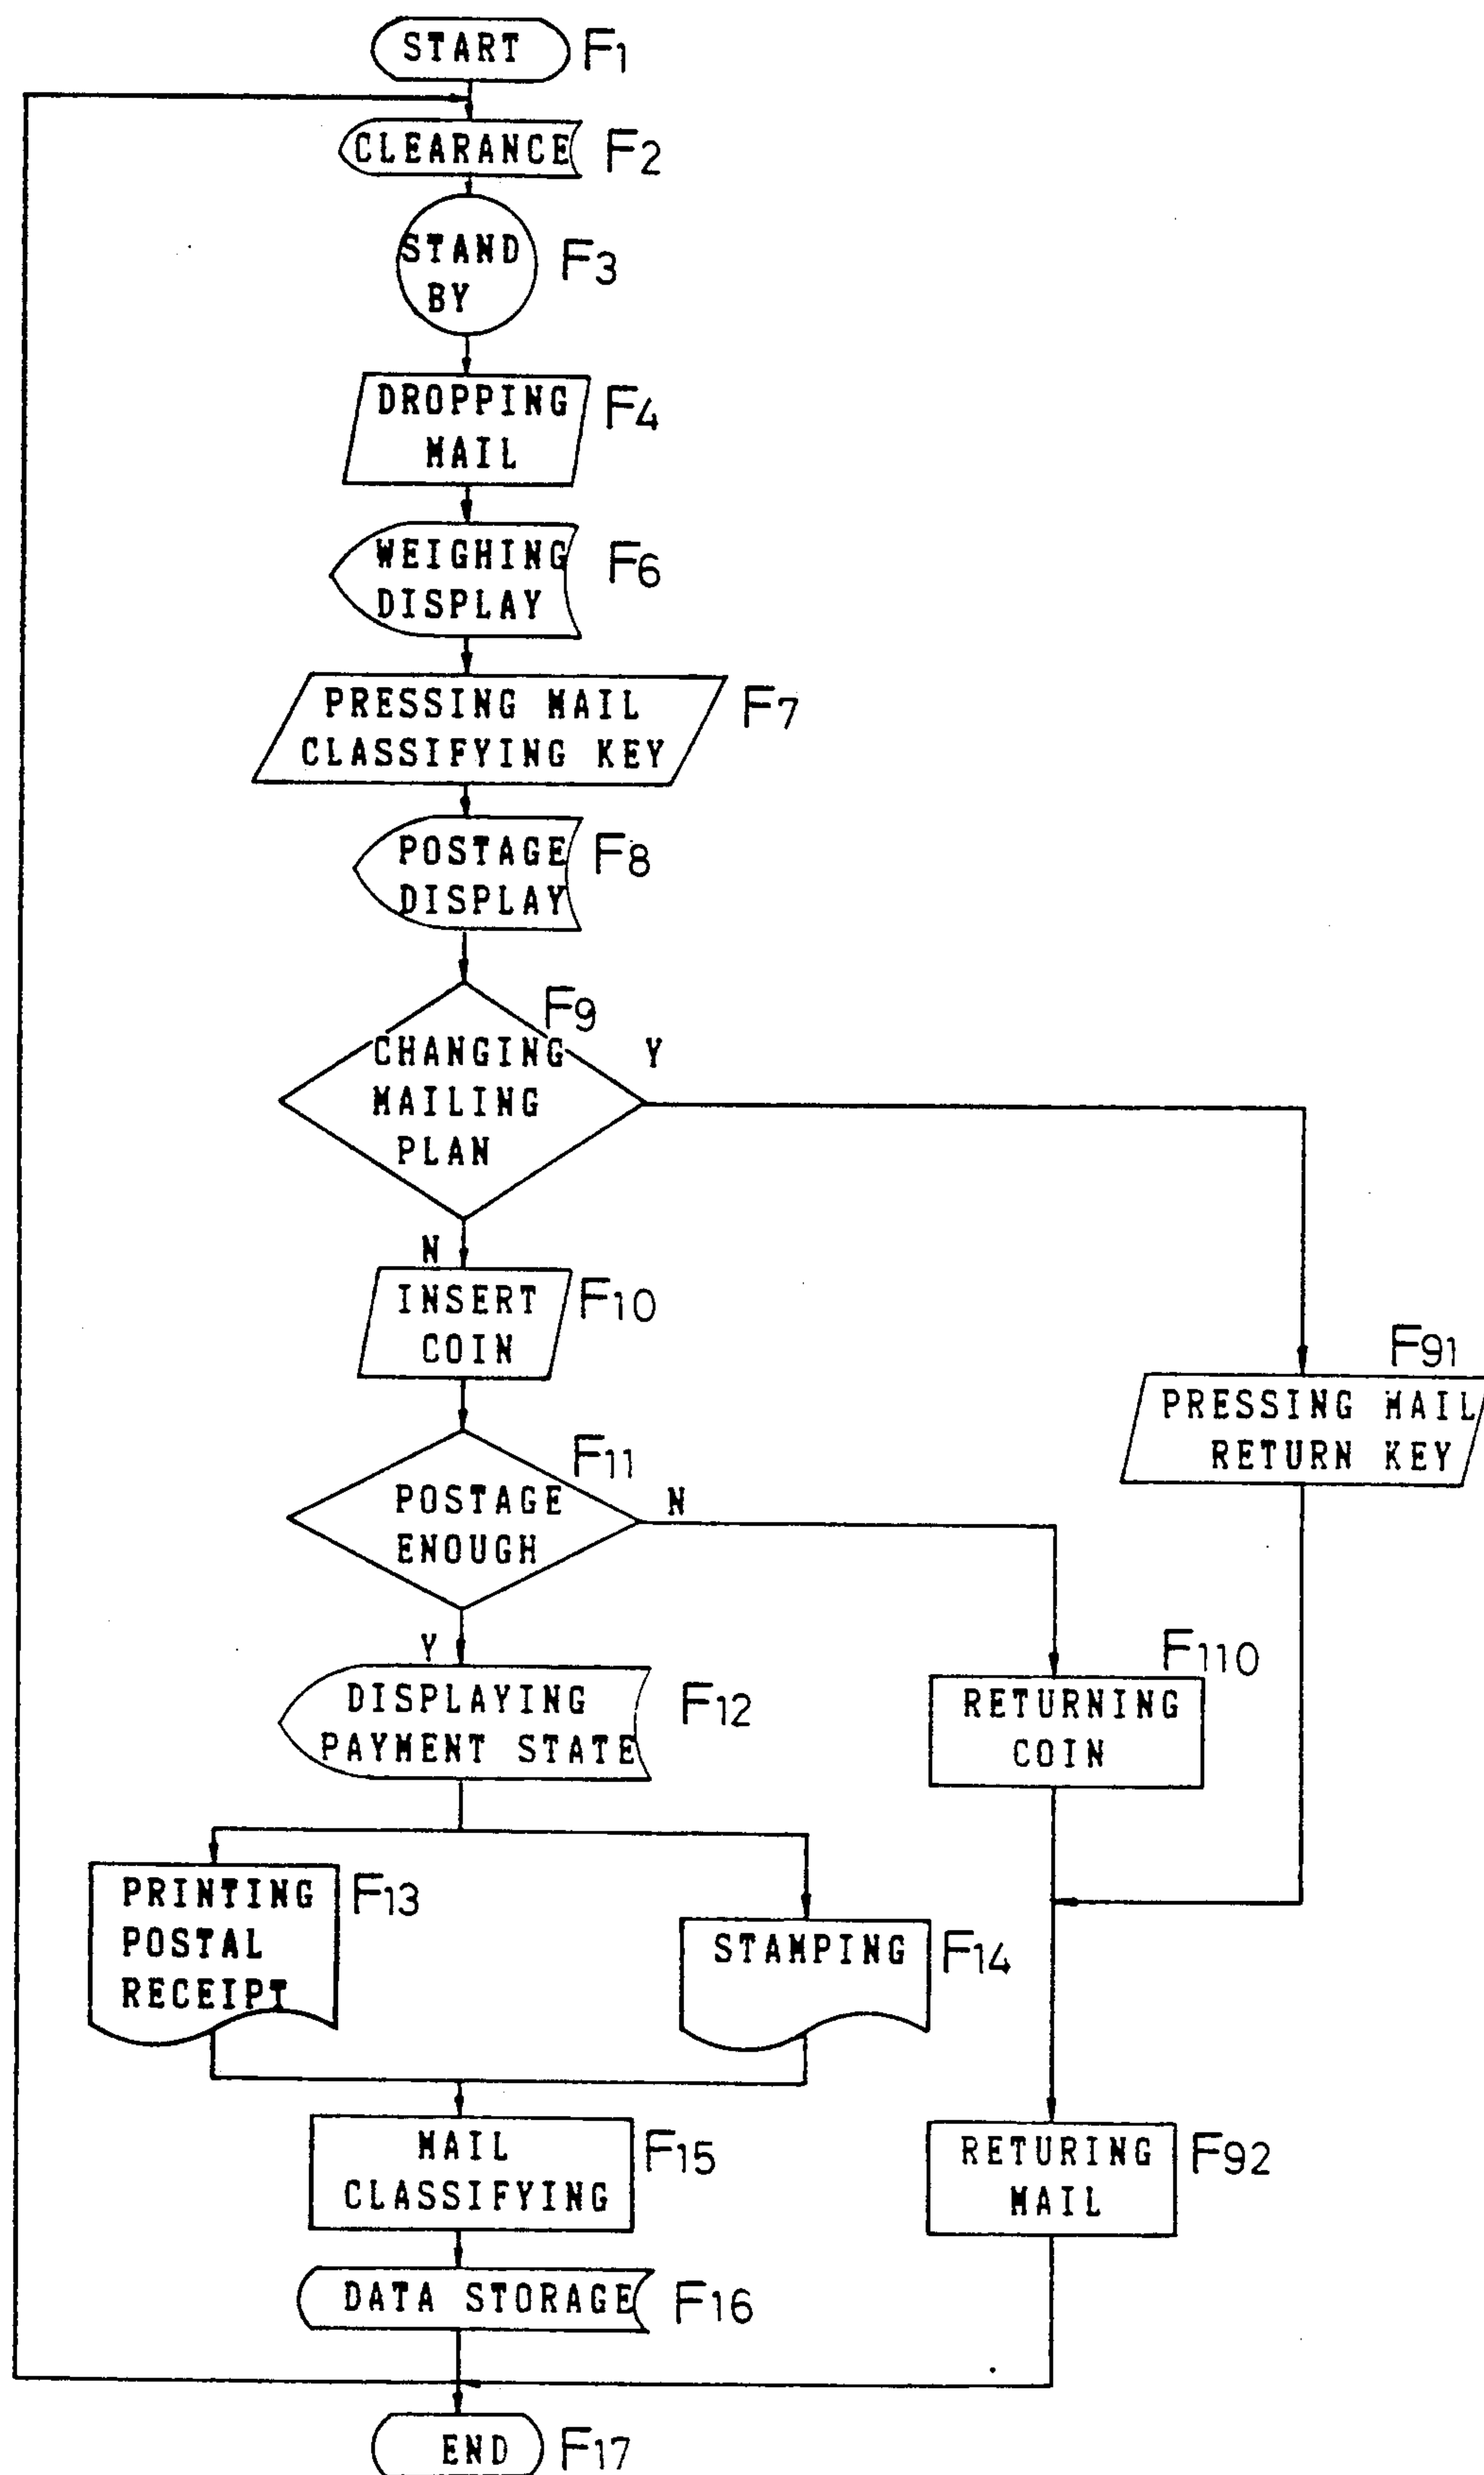 START F1
CLEARANCE F2
STAND F3
BY
DROPPING F4
MAIL
WEIGHING F6
DISPLAY
PRESSING MAIL F7
CLASSIFYING KEY
POSTAGE F8
DISPLAY
F9
CHANGING Y
MAILING
PLAN
N
INSERT F10
COIN
F91
PRESSING MAIL
RETURN KEY
F11
POSTAGE N
ENOUGH
Y
F110
DISPLAYING F12
PAYMENT STATE
RETURNING
COIN
PRINTING F13
POSTAL
RECEIPT
STAMPING F14
MAIL F15
CLASSIFYING
RETURING F92
MAIL
DATA STORAGE F16
END F17